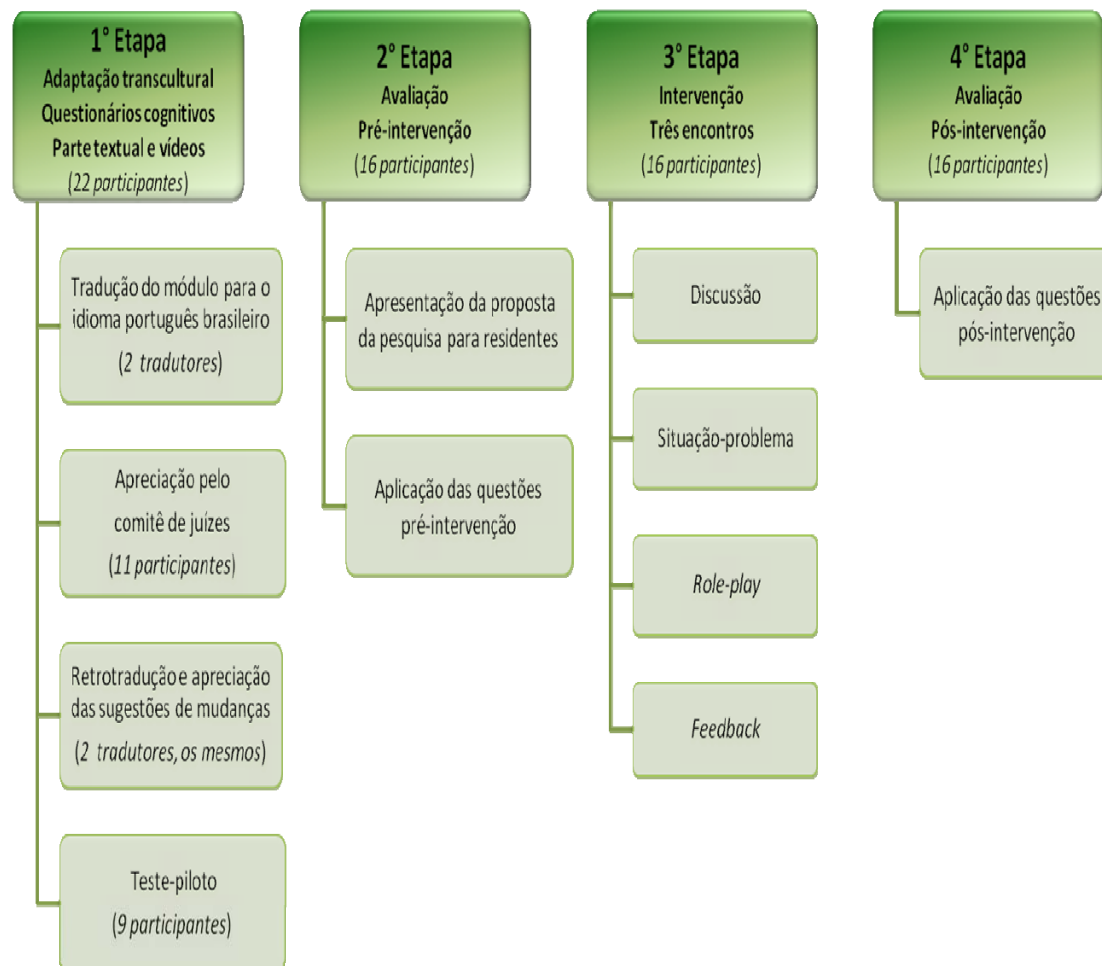 1° Etapa
Adaptação transcultural
Questionários cognitivos
Parte textual e vídeos
(22 participantes)
Tradução do módulo para o
idioma português brasileiro
(2 tradutores)
Apreciação pelo
comitê de juízes
(11 participantes)
Retrotradução e apreciação
das sugestões de mudanças
(2 tradutores, os mesmos)
Teste-piloto
(9 participantes)
2° Etapa
Avaliação
Pré-intervenção
(16 participantes)
Apresentação da proposta
da pesquisa para residentes
Aplicação das questões
pré-intervenção
3° Etapa
Intervenção
Três encontros
(16 participantes)
Discussão
Situação-problema
Role-play
Feedback
4° Etapa
Avaliação
Pós-intervenção
(16 participantes)
Aplicação das questões
pós-intervenção